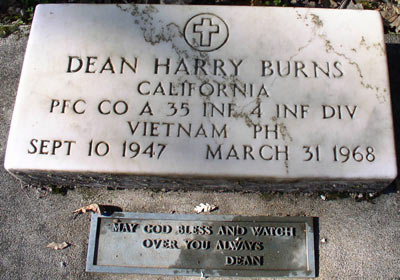 DEAN HARRY BURNS
CALIFORNIA
PFC CO A 35 INF 4 INF DIV
VIETNAM PH
SEPT 10 1947 MARCH 31 1968
MAY GOD BLESS AND WATCH
OVER YOU ALWAYS
DEAN